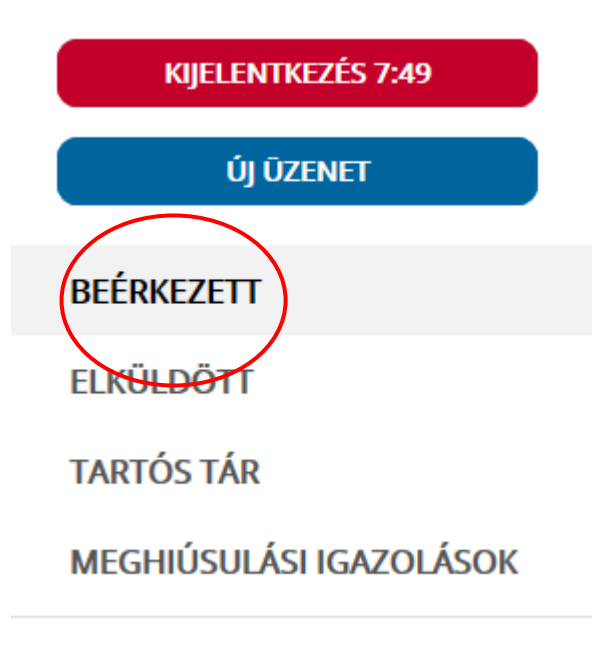 KIJELENTKEZÉS 7:49
ÚJ ÜZENET
BEÉRKEZETT
ELKÜLDÖTT
TARTÓS TÁR
MEGHIÚSULÁSI IGAZOLÁSOK